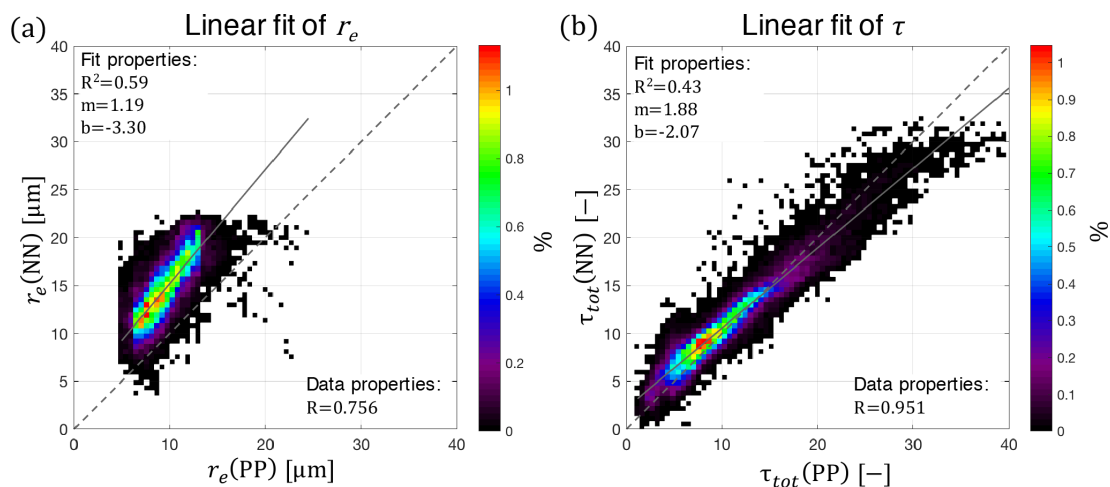 (a)
Linear fit of rₑ
Fit properties:
R²=0.59
m=1.19
b=-3.30
Data properties:
R=0.756
40
35
30
25
20
15
10
5
0
0
10
20
30
40
rₑ(NN) [μm]
rₑ(PP) [μm]
1
0.8
0.6
0.4
0.2
0
%
(b)
Linear fit of τ
Fit properties:
R²=0.43
m=1.88
b=-2.07
Data properties:
R=0.951
40
35
30
25
20
15
10
5
0
0
10
20
30
40
τₜₒₜ(NN) [−]
τₜₒₜ(PP) [−]
1
0.9
0.8
0.7
0.6
0.5
0.4
0.3
0.2
0.1
0
%